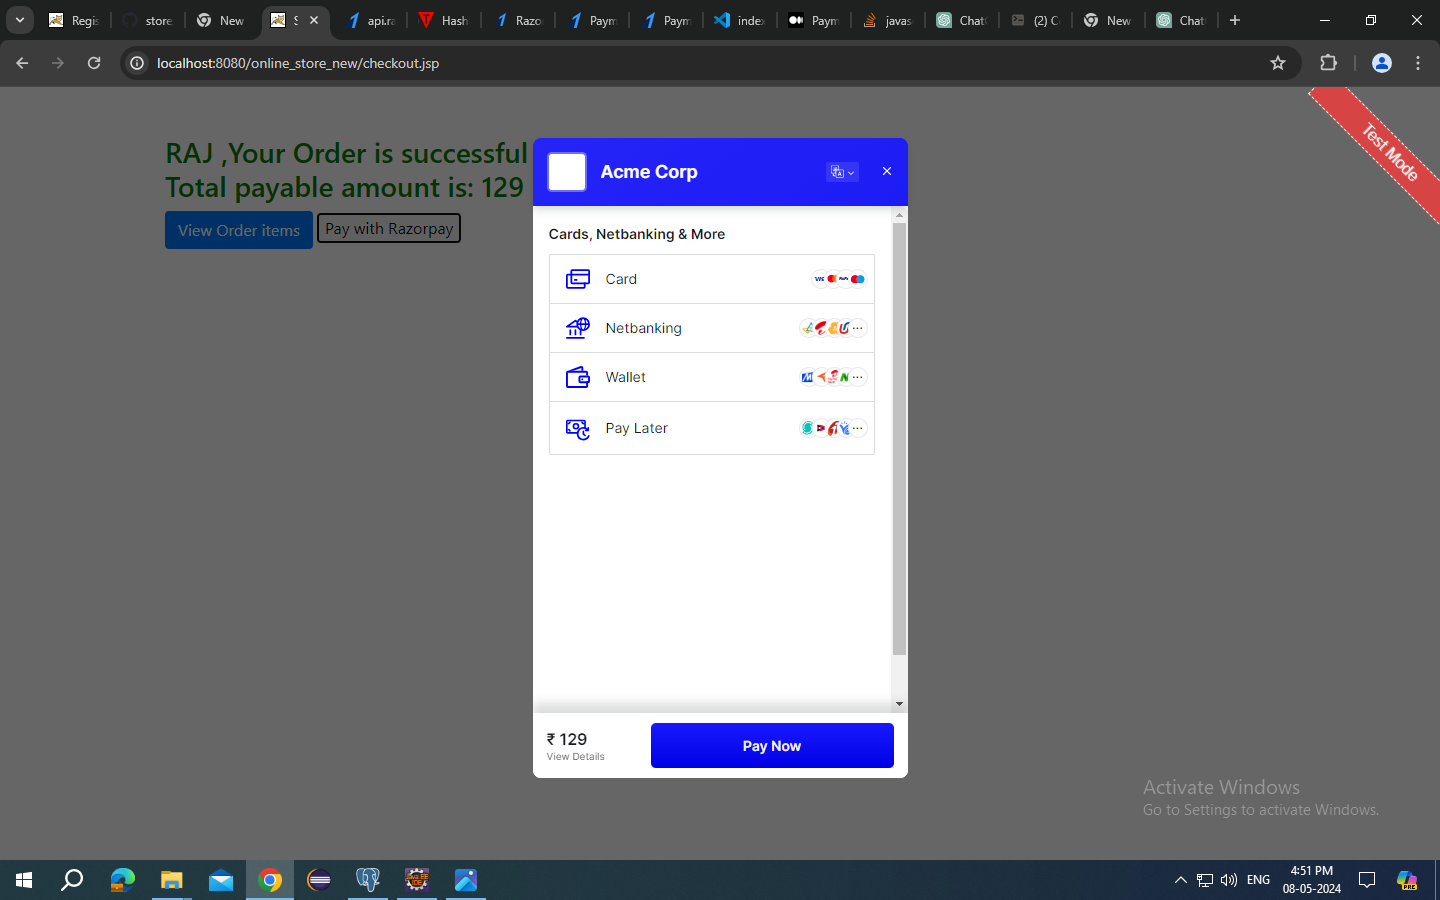 Regis
store
New
S
api.ra
Hash
Razo
Paym
Paym
index
Paym
javas
Chat
(2) C
New
Chat
localhost:8080/online_store_new/checkout.jsp
Test Mode
RAJ ,Your Order is successful
Total payable amount is: 129
View Order items
Pay with Razorpay
Acme Corp
Cards, Netbanking & More
Card
VISA
Netbanking
Wallet
Pay Later
₹ 129
View Details
Pay Now
Activate Windows
Go to Settings to activate Windows.
ENG
4:51 PM
08-05-2024
PRE